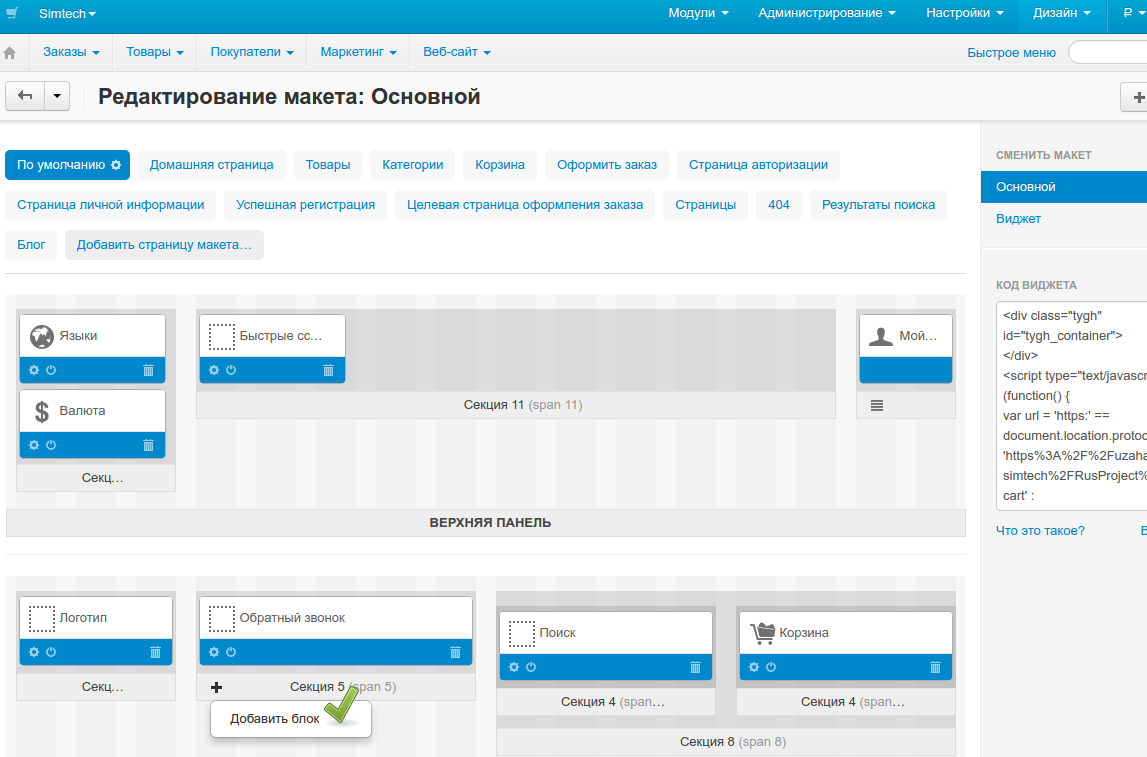 Simtech
Модули Администрирование Настройки Дизайн
Заказы Товары Покупатели Маркетинг Веб-сайт Быстрое меню
Редактирование макета: Основной
По умолчанию Домашняя страница Товары Категории Корзина Оформить заказ Страница авторизации
Страница личной информации Успешная регистрация Целевая страница оформления заказа Страницы 404 Результаты поиска
Блог Добавить страницу макета…
СМЕНИТЬ МАКЕТ
Основной
Виджет
КОД ВИДЖЕТА
<div class="tygh"
id="tygh_container">
</div>
<script type="text/javascr
(function() {
var url = 'https:' ==
document.location.protoc
'https%3A%2F%2Fuzaha
simtech%2FRusProject%
cart' :
Что это такое?
Языки
Валюта
Секц…
Быстрые сс…
Секция 11 (span 11)
Мой…
ВЕРХНЯЯ ПАНЕЛЬ
Логотип
Секц…
Обратный звонок
Секция 5 (span 5)
Добавить блок
Поиск
Секция 4 (span…
Корзина
Секция 4 (span…
Секция 8 (span 8)